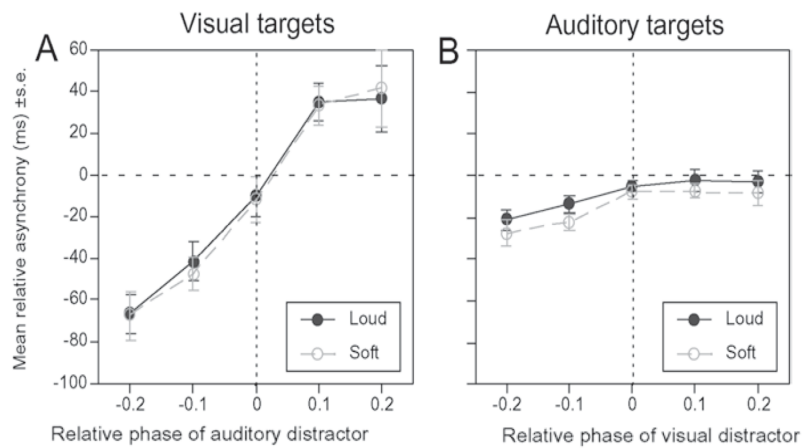 Visual targets
Auditory targets
A
B
Mean relative asynchrony (ms) ±s.e.
60
40
20
0
-20
-40
-60
-80
-100
Loud
Soft
Loud
Soft
-0.2 -0.1 0 0.1 0.2
-0.2 -0.1 0 0.1 0.2
Relative phase of auditory distractor
Relative phase of visual distractor